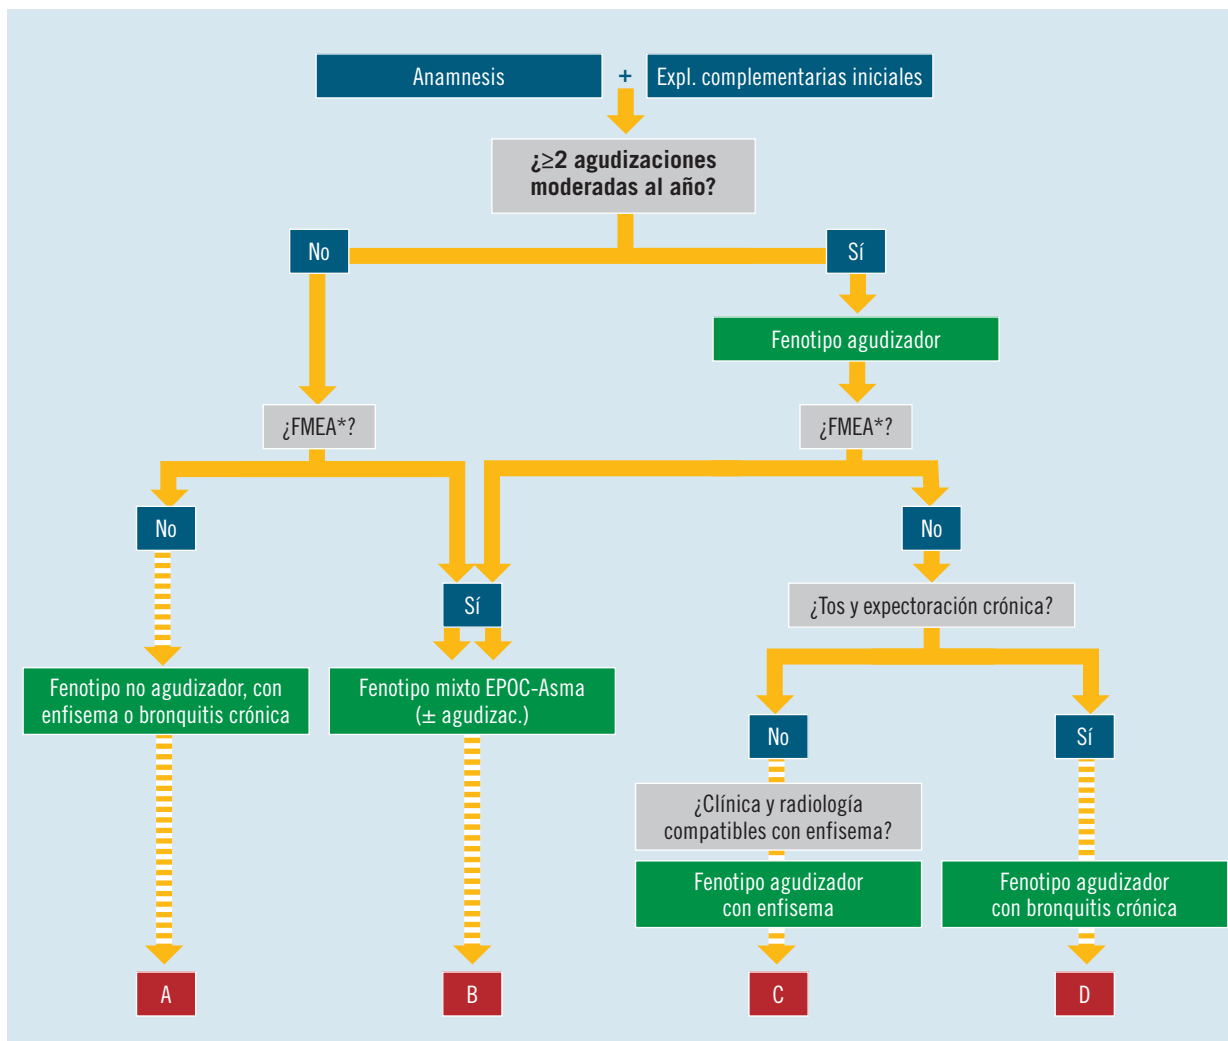 Anamnesis
+
Expl. complementarias iniciales
¿≥2 agudizaciones
moderadas al año?
No
Sí
Fenotipo agudizador
¿FMEA*?
¿FMEA*?
No
No
Sí
¿Tos y expectoración crónica?
Fenotipo no agudizador, con
enfisema o bronquitis crónica
Fenotipo mixto EPOC-Asma
(± agudizac.)
No
Sí
¿Clínica y radiología
compatibles con enfisema?
Fenotipo agudizador
con enfisema
Fenotipo agudizador
con bronquitis crónica
A
B
C
D